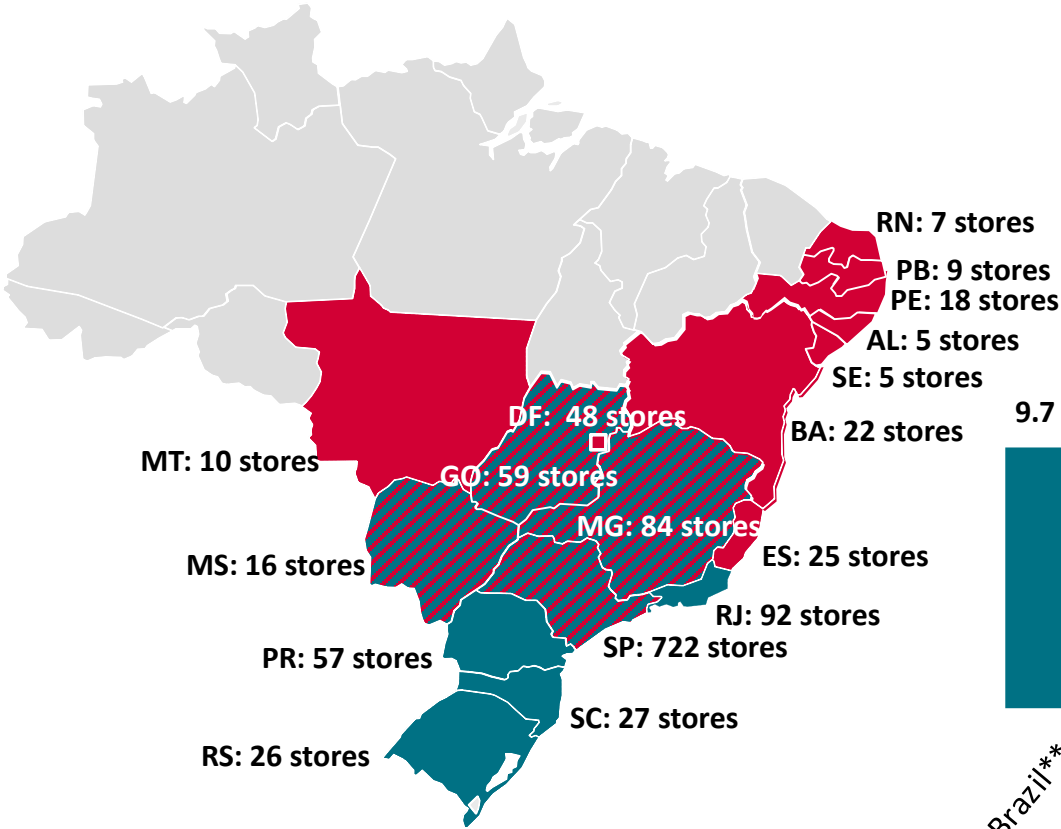 RN: 7 stores
PB: 9 stores
PE: 18 stores
AL: 5 stores
SE: 5 stores
9.7
DF: 48 stores
BA: 22 stores
MT: 10 stores
GO: 59 stores
MG: 84 stores
ES: 25 stores
MS: 16 stores
RJ: 92 stores
SP: 722 stores
PR: 57 stores
SC: 27 stores
RS: 26 stores
Brazil**